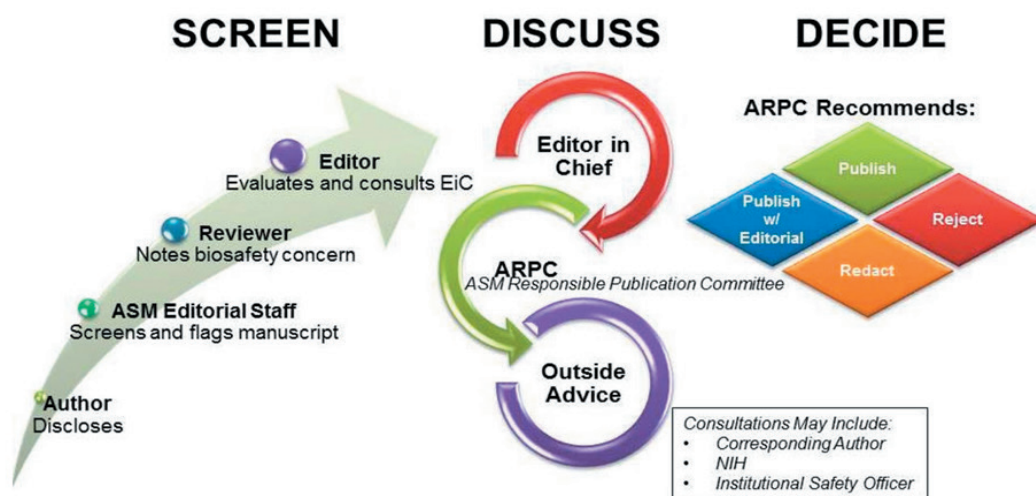 SCREEN
Editor
Evaluates and consults EiC
Reviewer
Notes biosafety concern
ASM Editorial Staff
Screens and flags manuscript
Author
Discloses
DISCUSS
Editor in
Chief
ARPC
ASM Responsible Publication Committee
Outside
Advice
Consultations May Include:
• Corresponding Author
• NIH
• Institutional Safety Officer
DECIDE
ARPC Recommends:
Publish
Publish
w/
Editorial
Reject
Redact